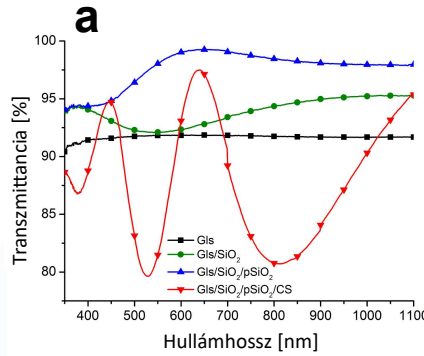 a
Transzmittancia [%]
100
95
90
85
80
Gls
Gls/SiO₂
Gls/SiO₂/pSiO₂
Gls/SiO₂/pSiO₂/CS
400 500 600 700 800 900 1000 1100
Hullámhossz [nm]